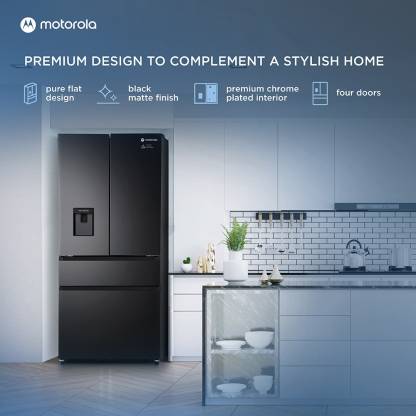 motorola
PREMIUM DESIGN TO COMPLEMENT A STYLISH HOME
pure flat
design
black
matte finish
premium chrome
plated interior
four doors
motorola